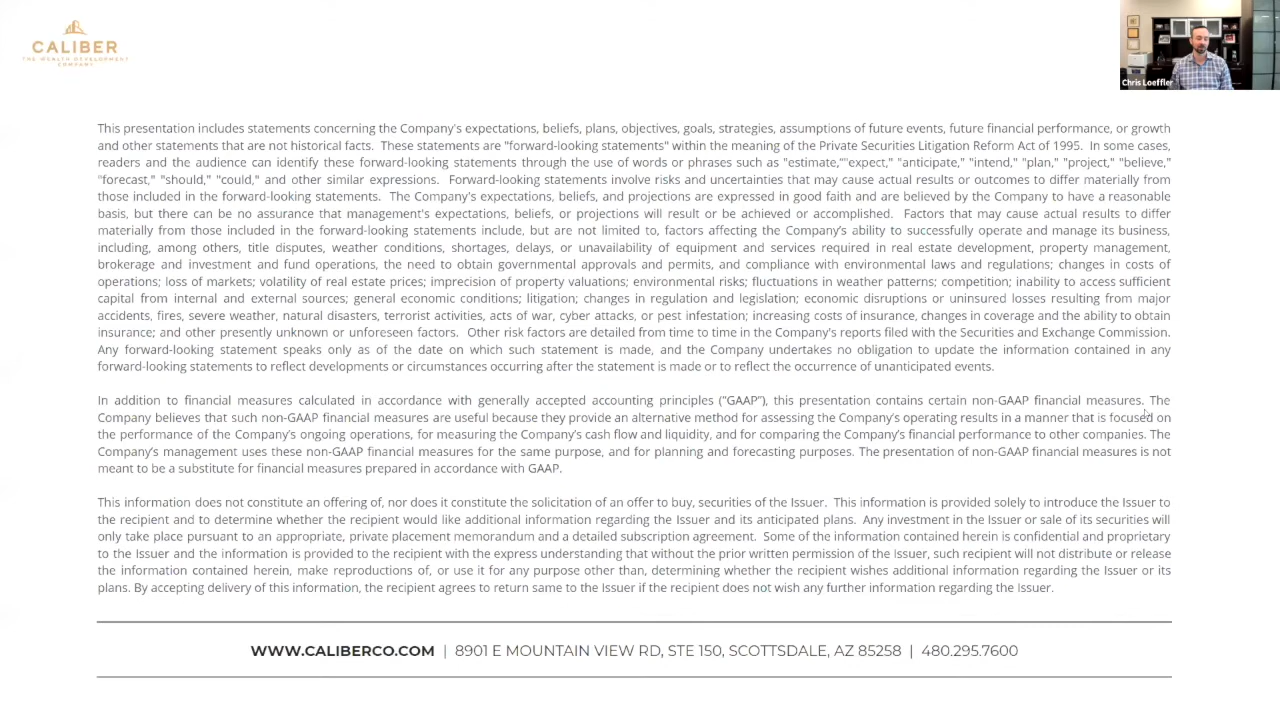 CALIBER
THE WEALTH DEVELOPMENT
COMPANY
Chris Loeffler
This presentation includes statements concerning the Company's expectations, beliefs, plans, objectives, goals, strategies, assumptions of future events, future financial performance, or growth
and other statements that are not historical facts. These statements are "forward-looking statements" within the meaning of the Private Securities Litigation Reform Act of 1995. In some cases,
readers and the audience can identify these forward-looking statements through the use of words or phrases such as "estimate,""expect," "anticipate," "intend," "plan," "project," "believe,"
"forecast," "should," "could," and other similar expressions. Forward-looking statements involve risks and uncertainties that may cause actual results or outcomes to differ materially from
those included in the forward-looking statements. The Company's expectations, beliefs, and projections are expressed in good faith and are believed by the Company to have a reasonable
basis, but there can be no assurance that management's expectations, beliefs, or projections will result or be achieved or accomplished. Factors that may cause actual results to differ
materially from those included in the forward-looking statements include, but are not limited to, factors affecting the Company's ability to successfully operate and manage its business,
including, among others, title disputes, weather conditions, shortages, delays, or unavailability of equipment and services required in real estate development, property management,
brokerage and investment and fund operations, the need to obtain governmental approvals and permits, and compliance with environmental laws and regulations; changes in costs of
operations; loss of markets; volatility of real estate prices; imprecision of property valuations; environmental risks; fluctuations in weather patterns; competition; inability to access sufficient
capital from internal and external sources; general economic conditions; litigation; changes in regulation and legislation; economic disruptions or uninsured losses resulting from major
accidents, fires, severe weather, natural disasters, terrorist activities, acts of war, cyber attacks, or pest infestation; increasing costs of insurance, changes in coverage and the ability to obtain
insurance; and other presently unknown or unforeseen factors. Other risk factors are detailed from time to time in the Company's reports filed with the Securities and Exchange Commission.
Any forward-looking statement speaks only as of the date on which such statement is made, and the Company undertakes no obligation to update the information contained in any
forward-looking statements to reflect developments or circumstances occurring after the statement is made or to reflect the occurrence of unanticipated events.
In addition to financial measures calculated in accordance with generally accepted accounting principles ("GAAP"), this presentation contains certain non-GAAP financial measures. The
Company believes that such non-GAAP financial measures are useful because they provide an alternative method for assessing the Company's operating results in a manner that is focused on
the performance of the Company's ongoing operations, for measuring the Company's cash flow and liquidity, and for comparing the Company's financial performance to other companies. The
Company's management uses these non-GAAP financial measures for the same purpose, and for planning and forecasting purposes. The presentation of non-GAAP financial measures is not
meant to be a substitute for financial measures prepared in accordance with GAAP.
This information does not constitute an offering of, nor does it constitute the solicitation of an offer to buy, securities of the Issuer. This information is provided solely to introduce the Issuer to
the recipient and to determine whether the recipient would like additional information regarding the Issuer and its anticipated plans. Any investment in the Issuer or sale of its securities will
only take place pursuant to an appropriate, private placement memorandum and a detailed subscription agreement. Some of the information contained herein is confidential and proprietary
to the Issuer and the information is provided to the recipient with the express understanding that without the prior written permission of the Issuer, such recipient will not distribute or release
the information contained herein, make reproductions of, or use it for any purpose other than, determining whether the recipient wishes additional information regarding the Issuer or its
plans. By accepting delivery of this information, the recipient agrees to return same to the Issuer if the recipient does not wish any further information regarding the Issuer.
WWW.CALIBERCO.COM | 8901 E MOUNTAIN VIEW RD, STE 150, SCOTTSDALE, AZ 85258 | 480.295.7600